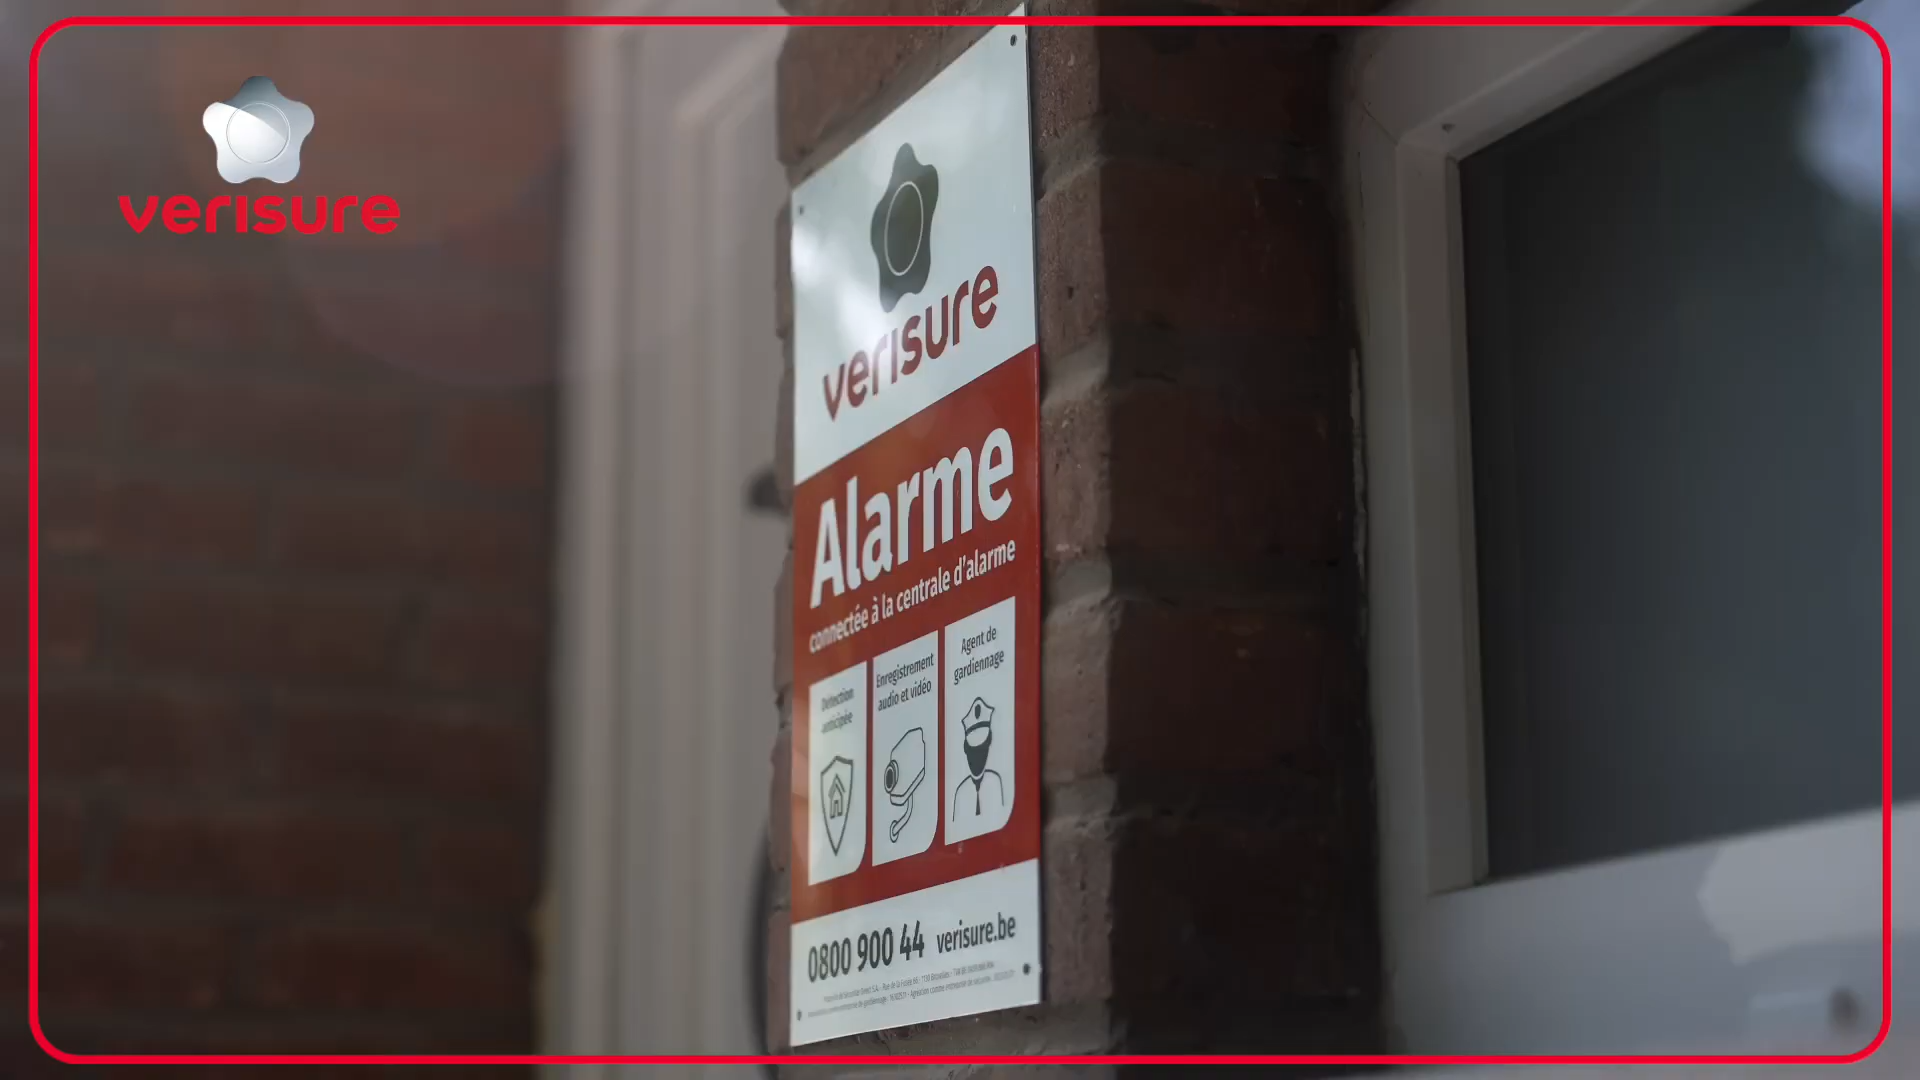 verisure
verisure
Alarme
connectée à la centrale d'alarme
Détection
anticipée
Enregistrement
audio et vidéo
Agent de
gardiennage
0800 900 44 verisure.be